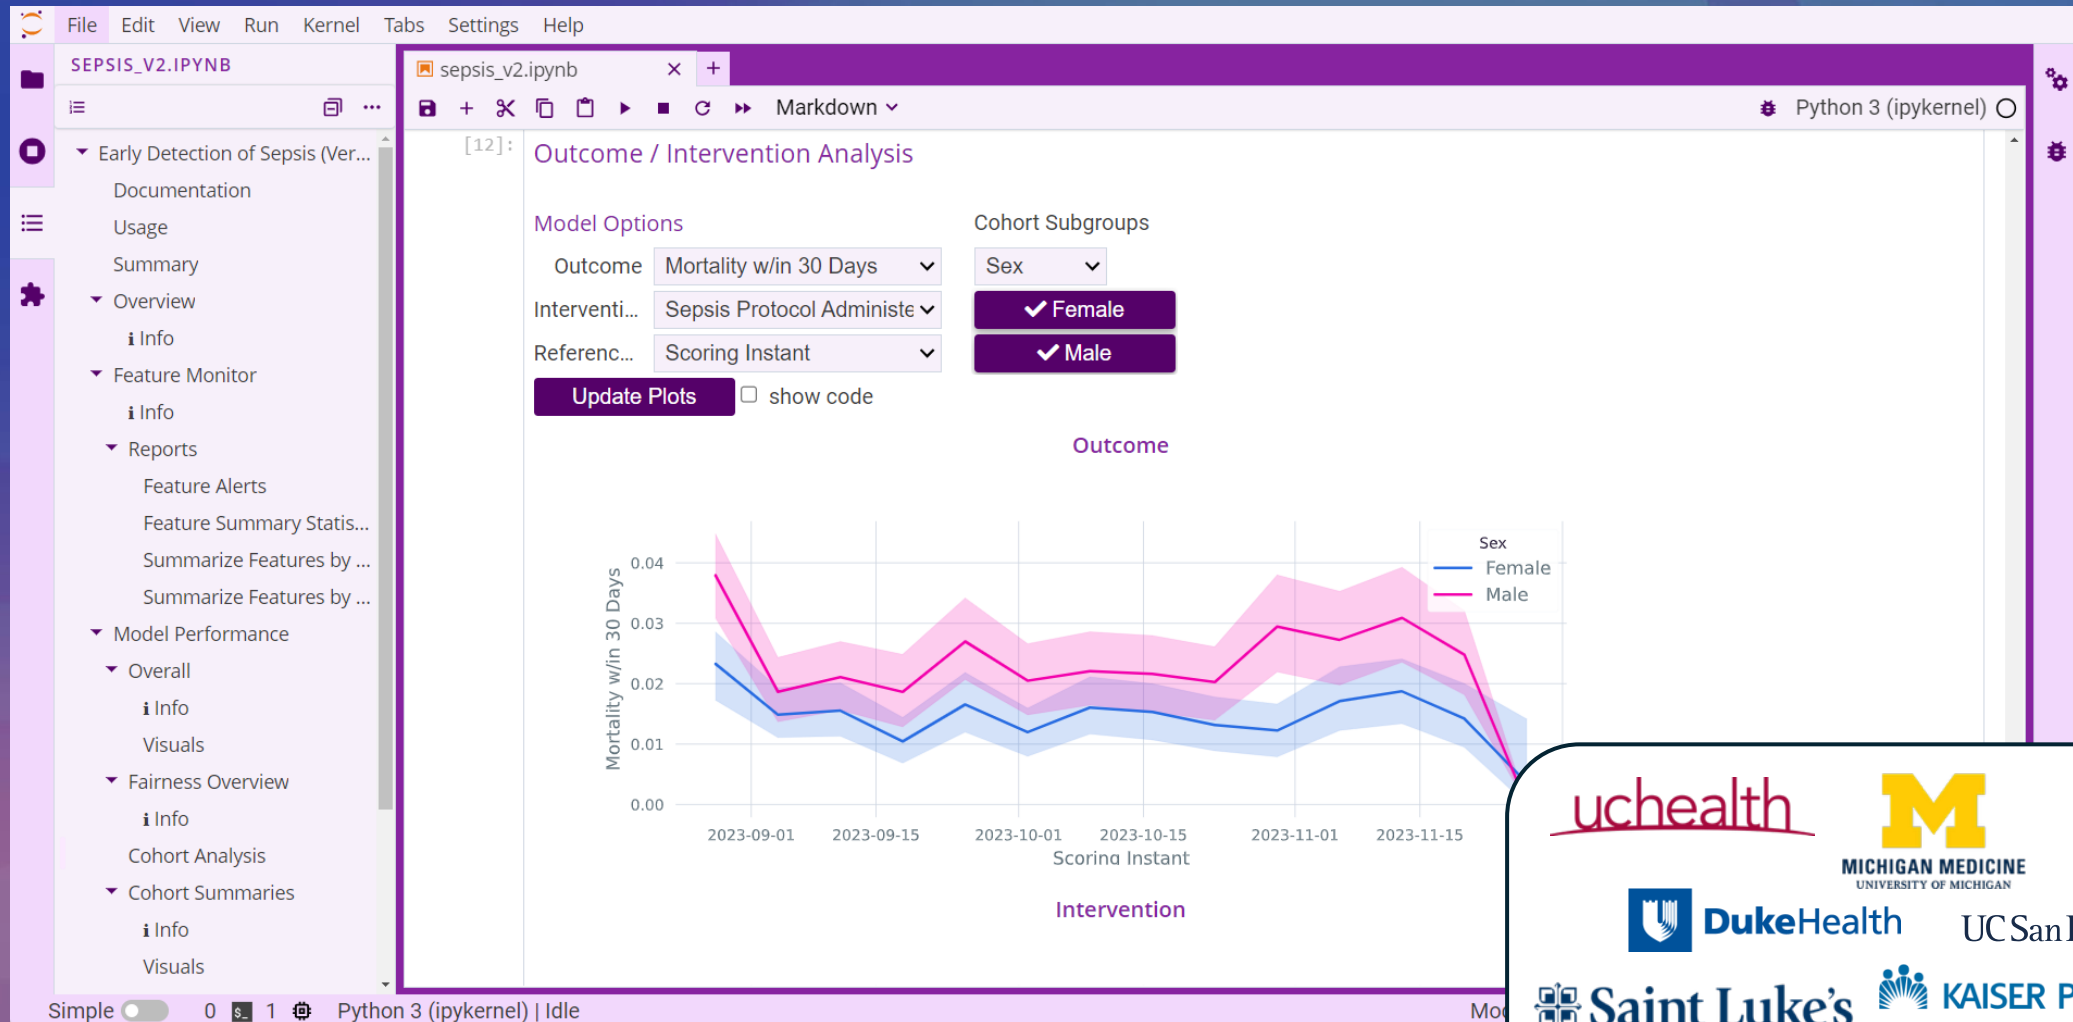 File Edit View Run Kernel Tabs Settings Help
SEPSIS_V2.IPYNB
Early Detection of Sepsis (Ver...
Documentation
Usage
Summary
Overview
i Info
Feature Monitor
i Info
Reports
Feature Alerts
Feature Summary Statis...
Summarize Features by ...
Summarize Features by ...
Model Performance
Overall
i Info
Visuals
Fairness Overview
i Info
Cohort Analysis
Cohort Summaries
i Info
Visuals
sepsis_v2.ipynb
Markdown
Python 3 (ipykernel)
[12]:
Outcome / Intervention Analysis
Model Options
Cohort Subgroups
Outcome Mortality w/in 30 Days
Sex
Interventi... Sepsis Protocol Administe
Female
Referenc... Scoring Instant
Male
Update Plots
show code
Outcome
Mortality w/in 30 Days
0.04
0.03
0.02
0.01
0.00
Sex
Female
Male
2023-09-01 2023-09-15 2023-10-01 2023-10-15 2023-11-01 2023-11-15
Scoring Instant
Intervention
uchealth
M
MICHIGAN MEDICINE
UNIVERSITY OF MICHIGAN
DukeHealth
UC San
Saint Luke's
KAISER P
Simple 0 $_ 1 Python 3 (ipykernel) | Idle